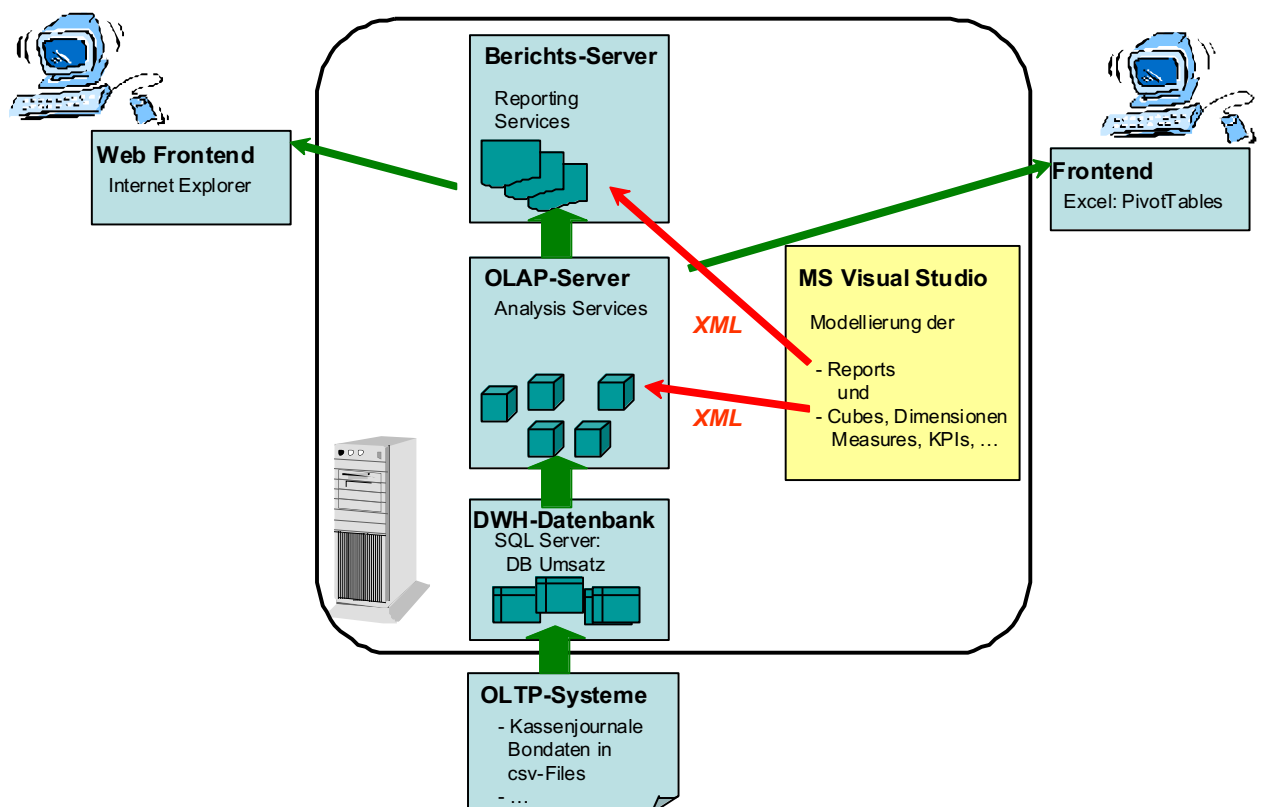 Berichts-Server
Reporting
Services
Web Frontend
Internet Explorer
Frontend
Excel: PivotTables
OLAP-Server
Analysis Services
XML
XML
MS Visual Studio
Modellierung der
- Reports
und
- Cubes, Dimensionen
Measures, KPIs, …
DWH-Datenbank
SQL Server:
DB Umsatz
OLTP-Systeme
- Kassenjournale
Bondaten in
csv-Files
- …